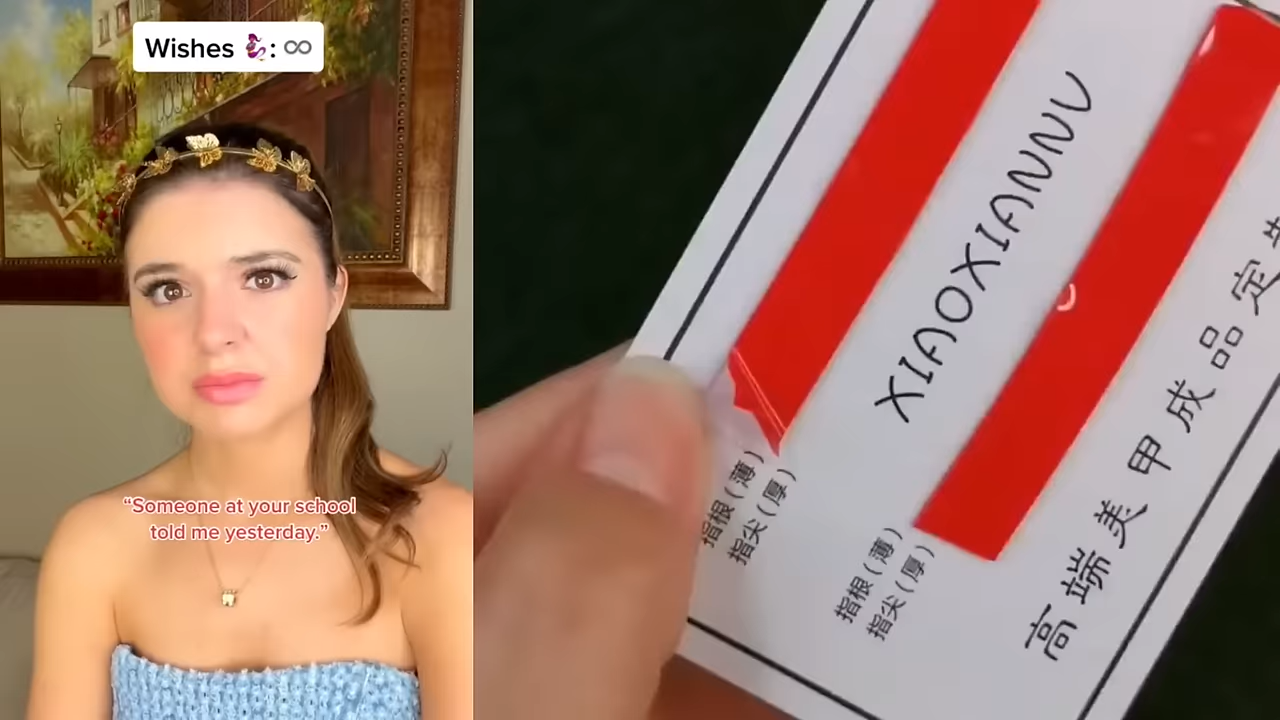 Wishes 🧜‍♀️: ∞
“Someone at your school
told me yesterday.”
XIAOXIANNU
指根(薄)
指尖(厚)
指根(薄)
指尖(厚)
高端美甲成品定